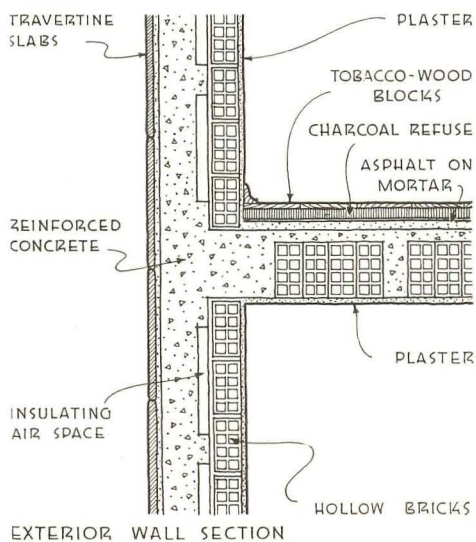 TRAVERTINE
SLABS
PLASTER
TOBACCO-WOOD
BLOCKS
CHARCOAL REFUSE
ASPHALT ON
MORTAR
REINFORCED
CONCRETE
PLASTER
INSULATING
AIR SPACE
HOLLOW BRICKS
EXTERIOR WALL SECTION